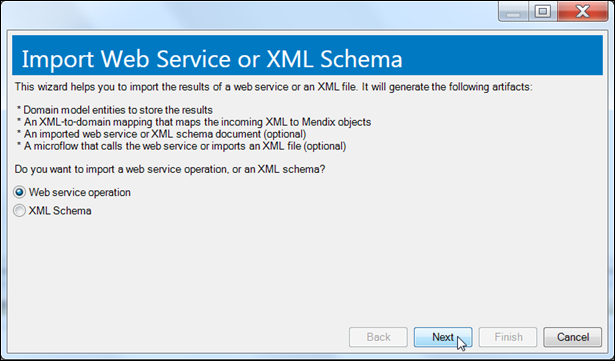 Import Web Service or XML Schema
This wizard helps you to import the results of a web service or an XML file. It will generate the following artifacts:
* Domain model entities to store the results
* An XML-to-domain mapping that maps the incoming XML to Mendix objects
* An imported web service or XML schema document (optional)
* A microflow that calls the web service or imports an XML file (optional)
Do you want to import a web service operation, or an XML schema?
Web service operation
XML Schema
Back Next Finish Cancel